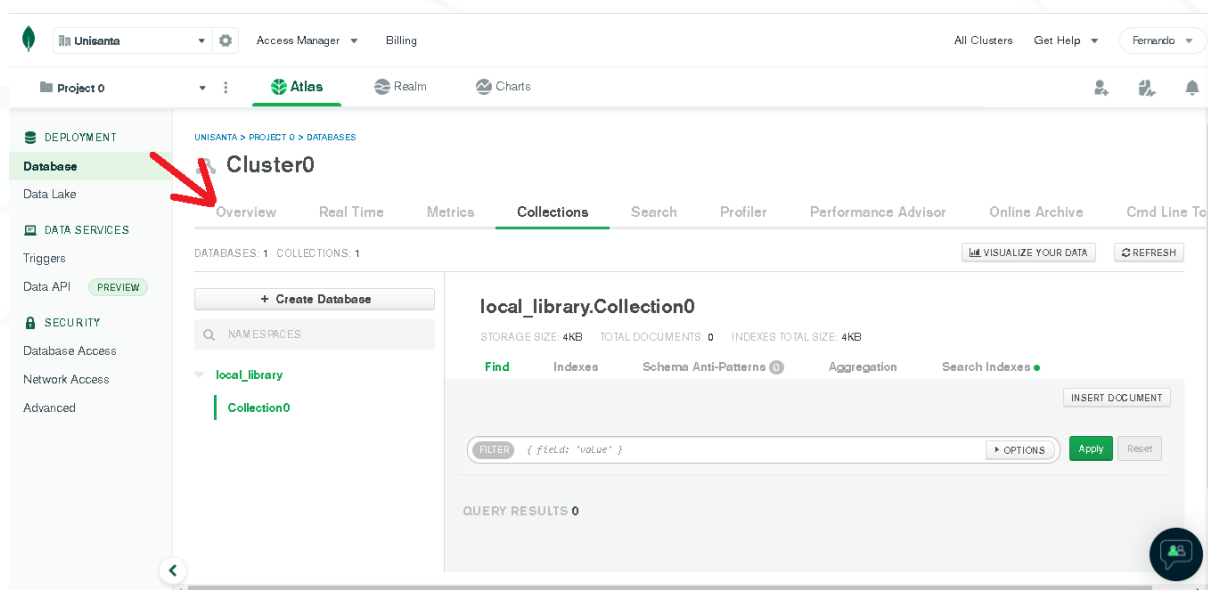 Unisanta Access Manager Billing All Clusters Get Help Fernando
Project 0 Atlas Realm Charts
DEPLOYMENT
Database
Data Lake
DATA SERVICES
Triggers
Data API PREVIEW
SECURITY
Database Access
Network Access
Advanced
UNISANTA > PROJECT 0 > DATABASES
Cluster0
Overview Real Time Metrics Collections Search Profiler Performance Advisor Online Archive Cmd Line To
DATABASES: 1 COLLECTIONS: 1 VISUALIZE YOUR DATA REFRESH
+ Create Database
NAMESPACES
local_library
Collection0
local_library.Collection0
STORAGE SIZE: 4KB TOTAL DOCUMENTS: 0 INDEXES TOTAL SIZE: 4KB
Find Indexes Schema Anti-Patterns 0 Aggregation Search Indexes
INSERT DOCUMENT
FILTER { field: 'value' } OPTIONS Apply Reset
QUERY RESULTS 0